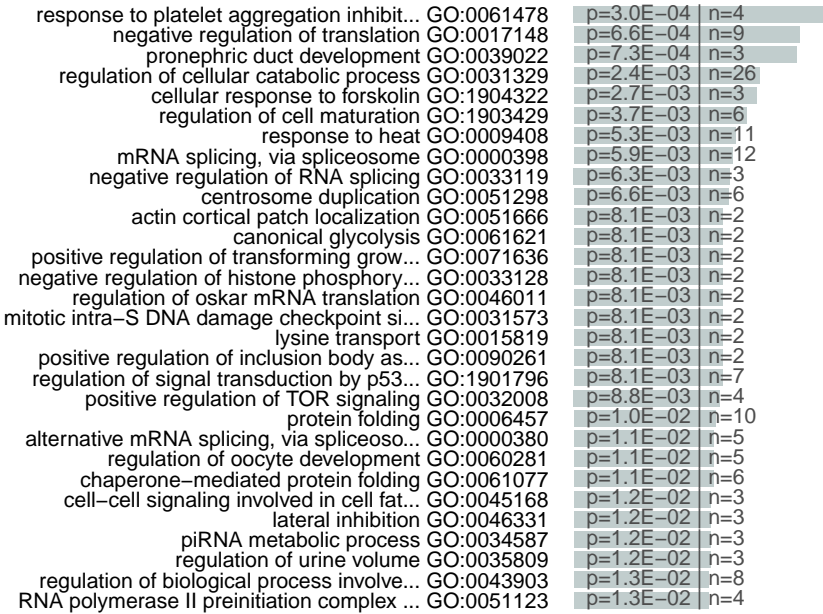 response to platelet aggregation inhibit... GO:0061478 p=3.0E−04 n=4
negative regulation of translation GO:0017148 p=6.6E−04 n=9
pronephric duct development GO:0039022 p=7.3E−04 n=3
regulation of cellular catabolic process GO:0031329 p=2.4E−03 n=26
cellular response to forskolin GO:1904322 p=2.7E−03 n=3
regulation of cell maturation GO:1903429 p=3.7E−03 n=6
response to heat GO:0009408 p=5.3E−03 n=11
mRNA splicing, via spliceosome GO:0000398 p=5.9E−03 n=12
negative regulation of RNA splicing GO:0033119 p=6.3E−03 n=3
centrosome duplication GO:0051298 p=6.6E−03 n=6
actin cortical patch localization GO:0051666 p=8.1E−03 n=2
canonical glycolysis GO:0061621 p=8.1E−03 n=2
positive regulation of transforming grow... GO:0071636 p=8.1E−03 n=2
negative regulation of histone phosphory... GO:0033128 p=8.1E−03 n=2
regulation of oskar mRNA translation GO:0046011 p=8.1E−03 n=2
mitotic intra−S DNA damage checkpoint si... GO:0031573 p=8.1E−03 n=2
lysine transport GO:0015819 p=8.1E−03 n=2
positive regulation of inclusion body as... GO:0090261 p=8.1E−03 n=2
regulation of signal transduction by p53... GO:1901796 p=8.1E−03 n=7
positive regulation of TOR signaling GO:0032008 p=8.8E−03 n=4
protein folding GO:0006457 p=1.0E−02 n=10
alternative mRNA splicing, via spliceoso... GO:0000380 p=1.1E−02 n=5
regulation of oocyte development GO:0060281 p=1.1E−02 n=5
chaperone−mediated protein folding GO:0061077 p=1.1E−02 n=6
cell−cell signaling involved in cell fat... GO:0045168 p=1.2E−02 n=3
lateral inhibition GO:0046331 p=1.2E−02 n=3
piRNA metabolic process GO:0034587 p=1.2E−02 n=3
regulation of urine volume GO:0035809 p=1.2E−02 n=3
regulation of biological process involve... GO:0043903 p=1.3E−02 n=8
RNA polymerase II preinitiation complex ... GO:0051123 p=1.3E−02 n=4